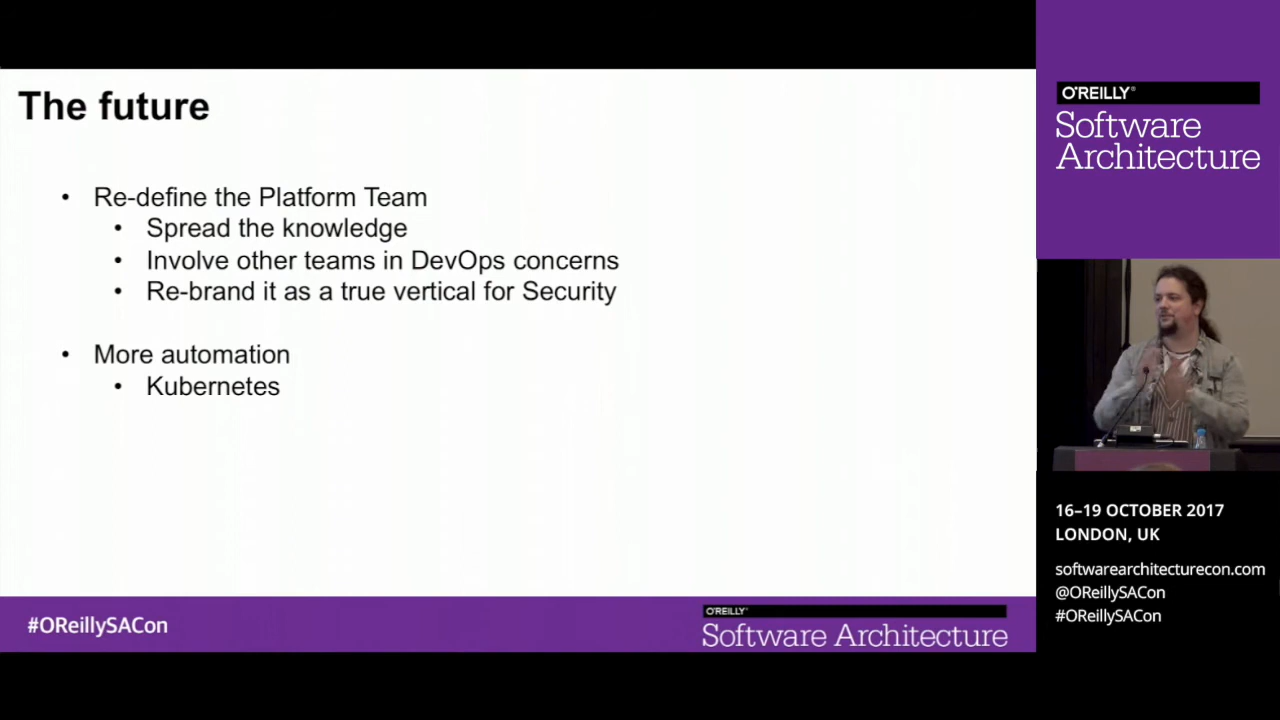 The future
• Re-define the Platform Team
• Spread the knowledge
• Involve other teams in DevOps concerns
• Re-brand it as a true vertical for Security
• More automation
• Kubernetes
#OReillySACon
O'REILLY®
Software Architecture
O'REILLY®
Software
Architecture
16–19 OCTOBER 2017
LONDON, UK
softwarearchitecturecon.com
@OReillySACon
#OReillySACon